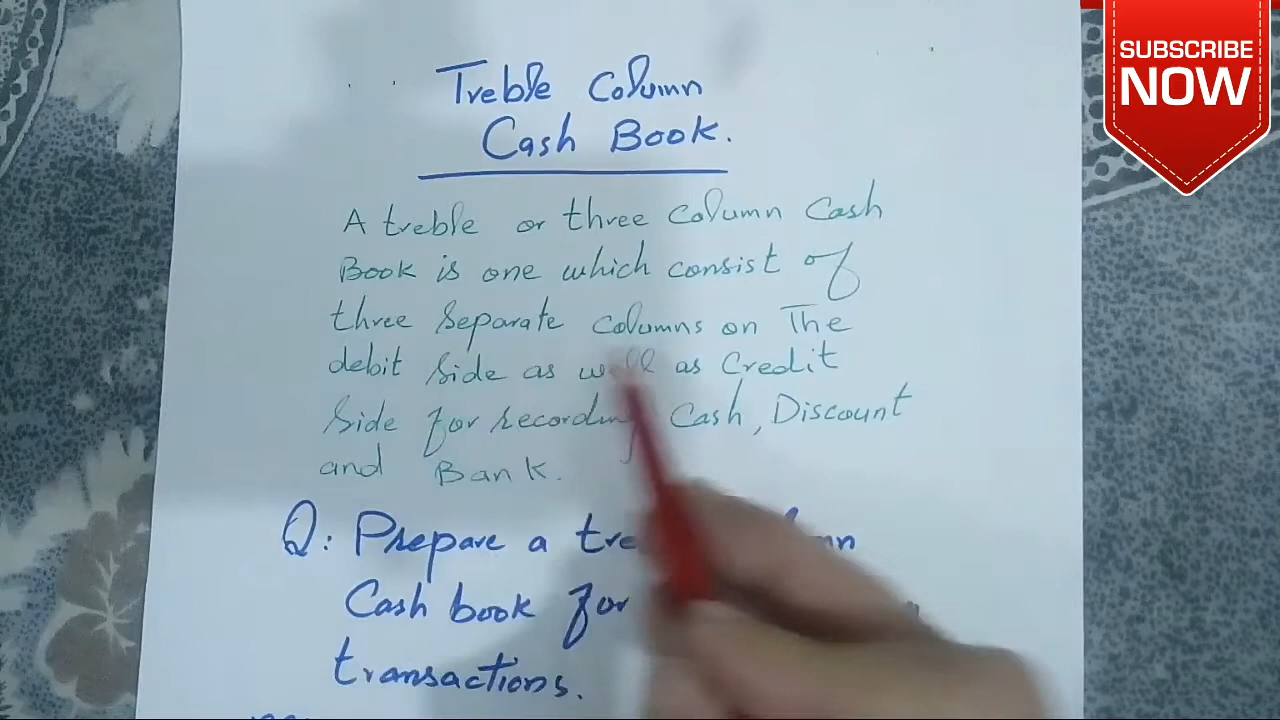 SUBSCRIBE
NOW
Treble Column
Cash Book.
A treble or three column Cash
Book is one which consist of
three separate columns on The
debit side as well as Credit
side for recording Cash, Discount
and Bank.
Q: Prepare a
Cash book for
transactions.